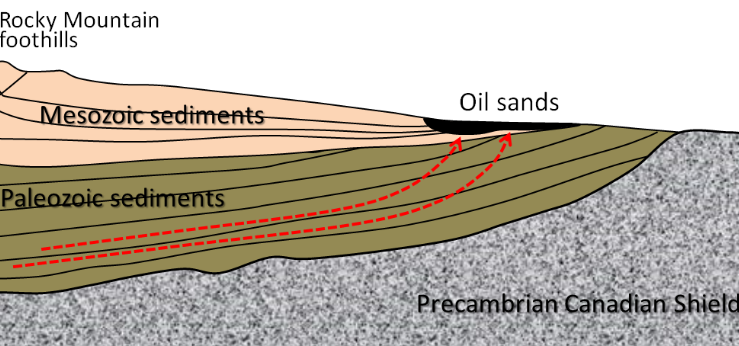 Rocky Mountain
foothills
Oil sands
Mesozoic sediments
Paleozoic sediments
Precambrian Canadian Shield